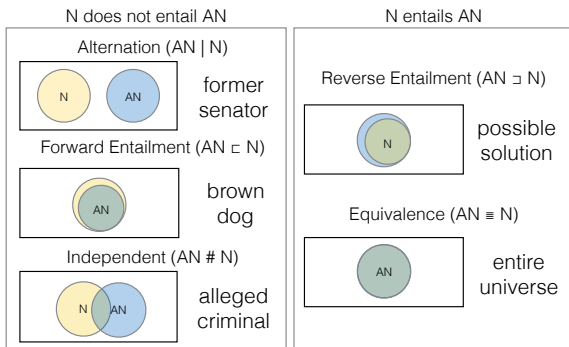 N does not entail AN
Alternation (AN | N)
N
AN
former
senator
Forward Entailment (AN ⊏ N)
AN
brown
dog
Independent (AN # N)
N
AN
alleged
criminal
N entails AN
Reverse Entailment (AN ⊐ N)
N
possible
solution
Equivalence (AN ≡ N)
AN
entire
universe